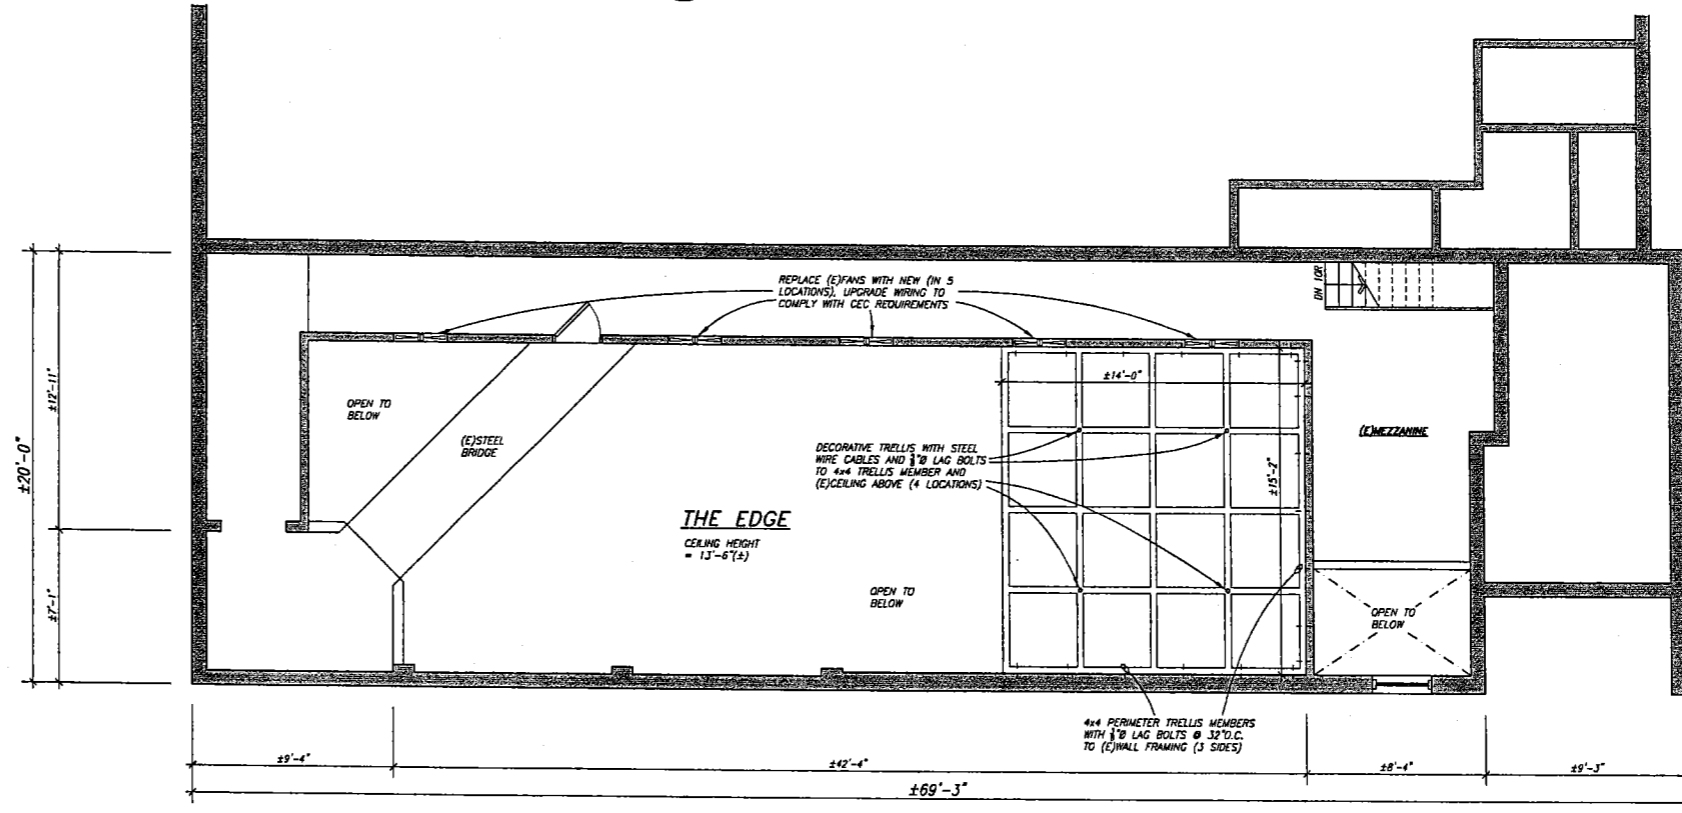 REPLACE (E)FANS WITH NEW (IN 5
LOCATIONS), UPGRADE WIRING TO
COMPLY WITH CEC REQUIREMENTS
DN 10R
±14'-0"
OPEN TO
BELOW
(E)STEEL
BRIDGE
(E)MEZZANINE
±12'-11"
±20'-0"
DECORATIVE TRELLIS WITH STEEL
WIRE CABLES AND "Ø LAG BOLTS
TO 4x4 TRELLIS MEMBER AND
(E)CEILING ABOVE (4 LOCATIONS)
±15'-2"
THE EDGE
CEILING HEIGHT
= 13'-6"(±)
OPEN TO
BELOW
±7'-1"
OPEN TO
BELOW
4x4 PERIMETER TRELLIS MEMBERS
WITH "Ø LAG BOLTS @ 32"O.C.
TO (E)WALL FRAMING (3 SIDES)
±9'-4"
±42'-4"
±8'-4"
±9'-3"
±69'-3"